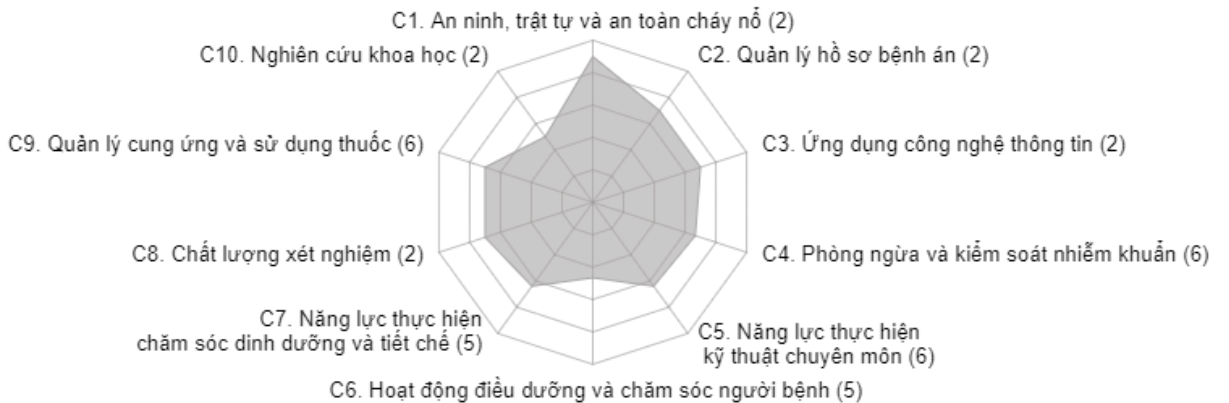 C1. An ninh, trật tự và an toàn cháy nổ (2)
C10. Nghiên cứu khoa học (2)
C2. Quản lý hồ sơ bệnh án (2)
C9. Quản lý cung ứng và sử dụng thuốc (6)
C3. Ứng dụng công nghệ thông tin (2)
C8. Chất lượng xét nghiệm (2)
C4. Phòng ngừa và kiểm soát nhiễm khuẩn (6)
C7. Năng lực thực hiện
chăm sóc dinh dưỡng và tiết chế (5)
C5. Năng lực thực hiện
kỹ thuật chuyên môn (6)
C6. Hoạt động điều dưỡng và chăm sóc người bệnh (5)